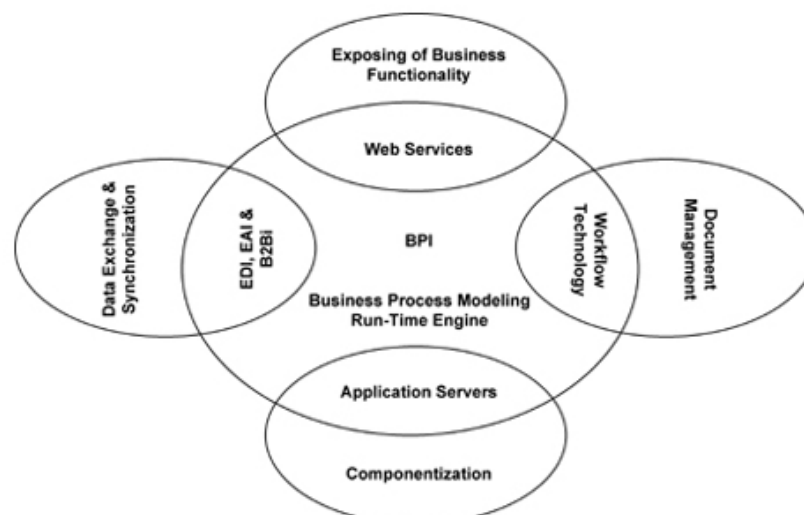 Exposing of Business
Functionality
Web Services
Data Exchange &
Synchronization
EDI, EAI &
B2Bi
BPI
Workflow
Technology
Document
Management
Business Process Modeling
Run-Time Engine
Application Servers
Componentization